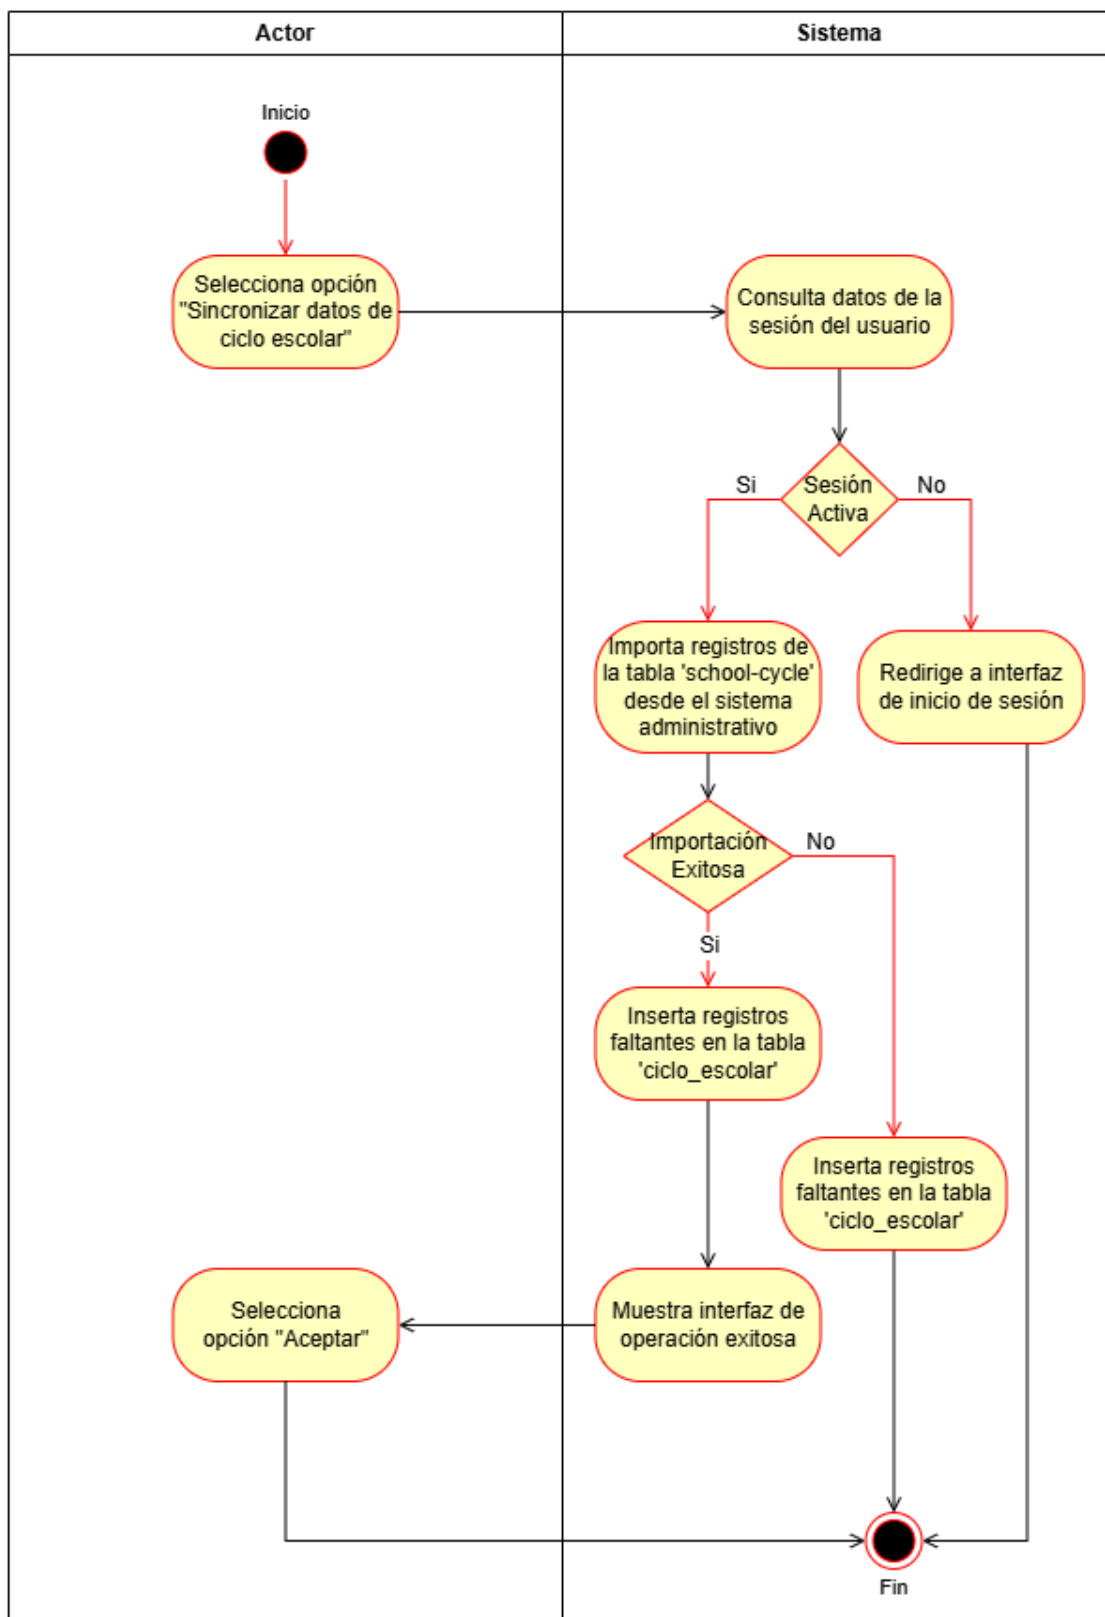 Actor
Sistema
Inicio
Selecciona opción
"Sincronizar datos de
ciclo escolar"
Consulta datos de la
sesión del usuario
Si
Sesión
Activa
No
Importa registros de
la tabla 'school-cycle'
desde el sistema
administrativo
Redirige a interfaz
de inicio de sesión
Importación
Exitosa
No
Si
Inserta registros
faltantes en la tabla
'ciclo_escolar'
Inserta registros
faltantes en la tabla
'ciclo_escolar'
Selecciona
opción "Aceptar"
Muestra interfaz de
operación exitosa
Fin